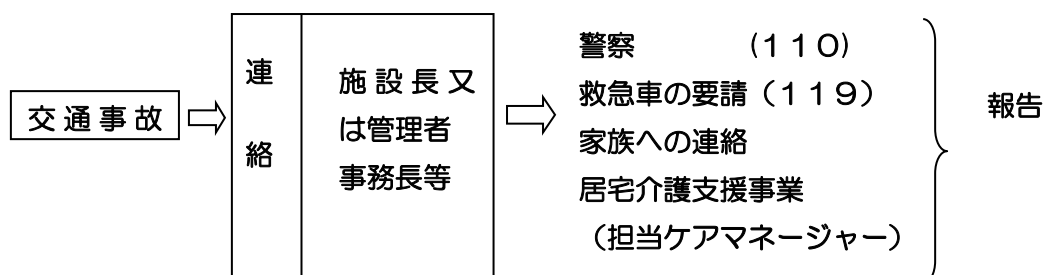 交通事故
連絡
施設長又
は管理者
事務長等
警察　　　　(１１０)
救急車の要請（１１９）
家族への連絡
居宅介護支援事業
（担当ケアマネージャー）
報告